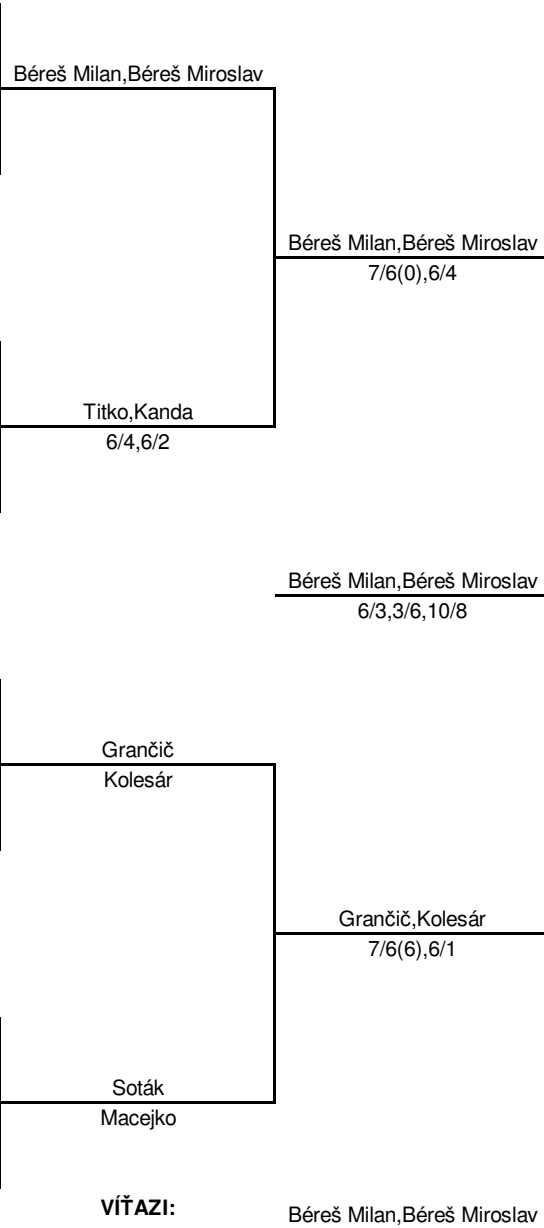 Béreš Milan,Béreš Miroslav
Béreš Milan,Béreš Miroslav
7/6(0),6/4
Titko,Kanda
6/4,6/2
Béreš Milan,Béreš Miroslav
6/3,3/6,10/8
Grančič
Kolesár
Grančič,Kolesár
7/6(6),6/1
Soták
Macejko
VÍŤAZI: Béreš Milan,Béreš Miroslav